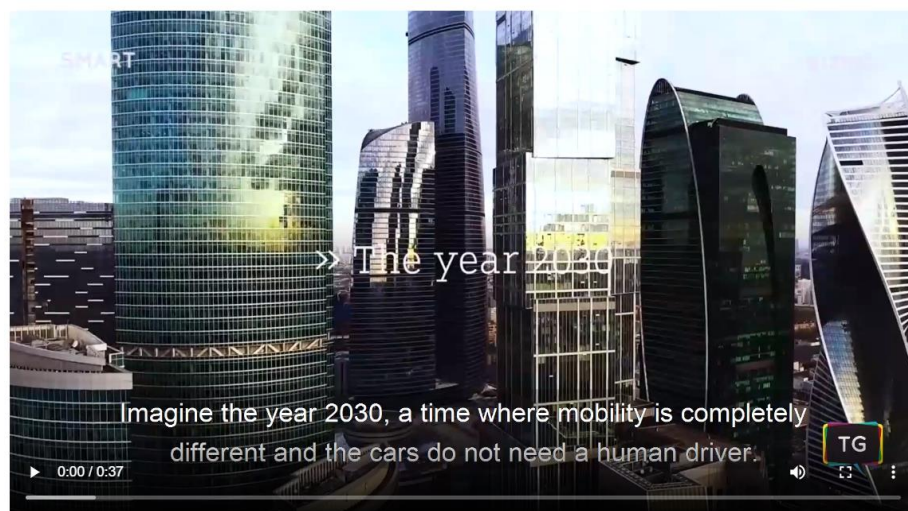 SMART
» The year 2030
Imagine the year 2030, a time where mobility is completely
different and the cars do not need a human driver.
TG
0:00 / 0:37